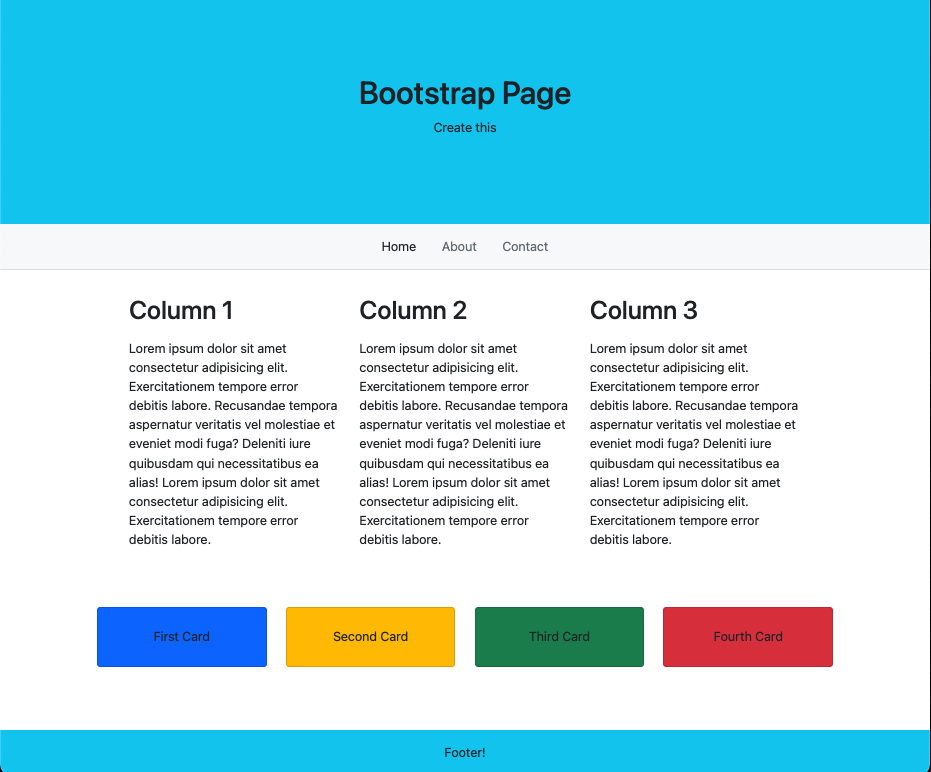 Bootstrap Page
Create this
Home About Contact
Column 1
Lorem ipsum dolor sit amet
consectetur adipisicing elit.
Exercitationem tempore error
debitis labore. Recusandae tempora
aspernatur veritatis vel molestiae et
eveniet modi fuga? Deleniti iure
quibusdam qui necessitatibus ea
alias! Lorem ipsum dolor sit amet
consectetur adipisicing elit.
Exercitationem tempore error
debitis labore.
Column 2
Lorem ipsum dolor sit amet
consectetur adipisicing elit.
Exercitationem tempore error
debitis labore. Recusandae tempora
aspernatur veritatis vel molestiae et
eveniet modi fuga? Deleniti iure
quibusdam qui necessitatibus ea
alias! Lorem ipsum dolor sit amet
consectetur adipisicing elit.
Exercitationem tempore error
debitis labore.
Column 3
Lorem ipsum dolor sit amet
consectetur adipisicing elit.
Exercitationem tempore error
debitis labore. Recusandae tempora
aspernatur veritatis vel molestiae et
eveniet modi fuga? Deleniti iure
quibusdam qui necessitatibus ea
alias! Lorem ipsum dolor sit amet
consectetur adipisicing elit.
Exercitationem tempore error
debitis labore.
First Card
Second Card
Third Card
Fourth Card
Footer!